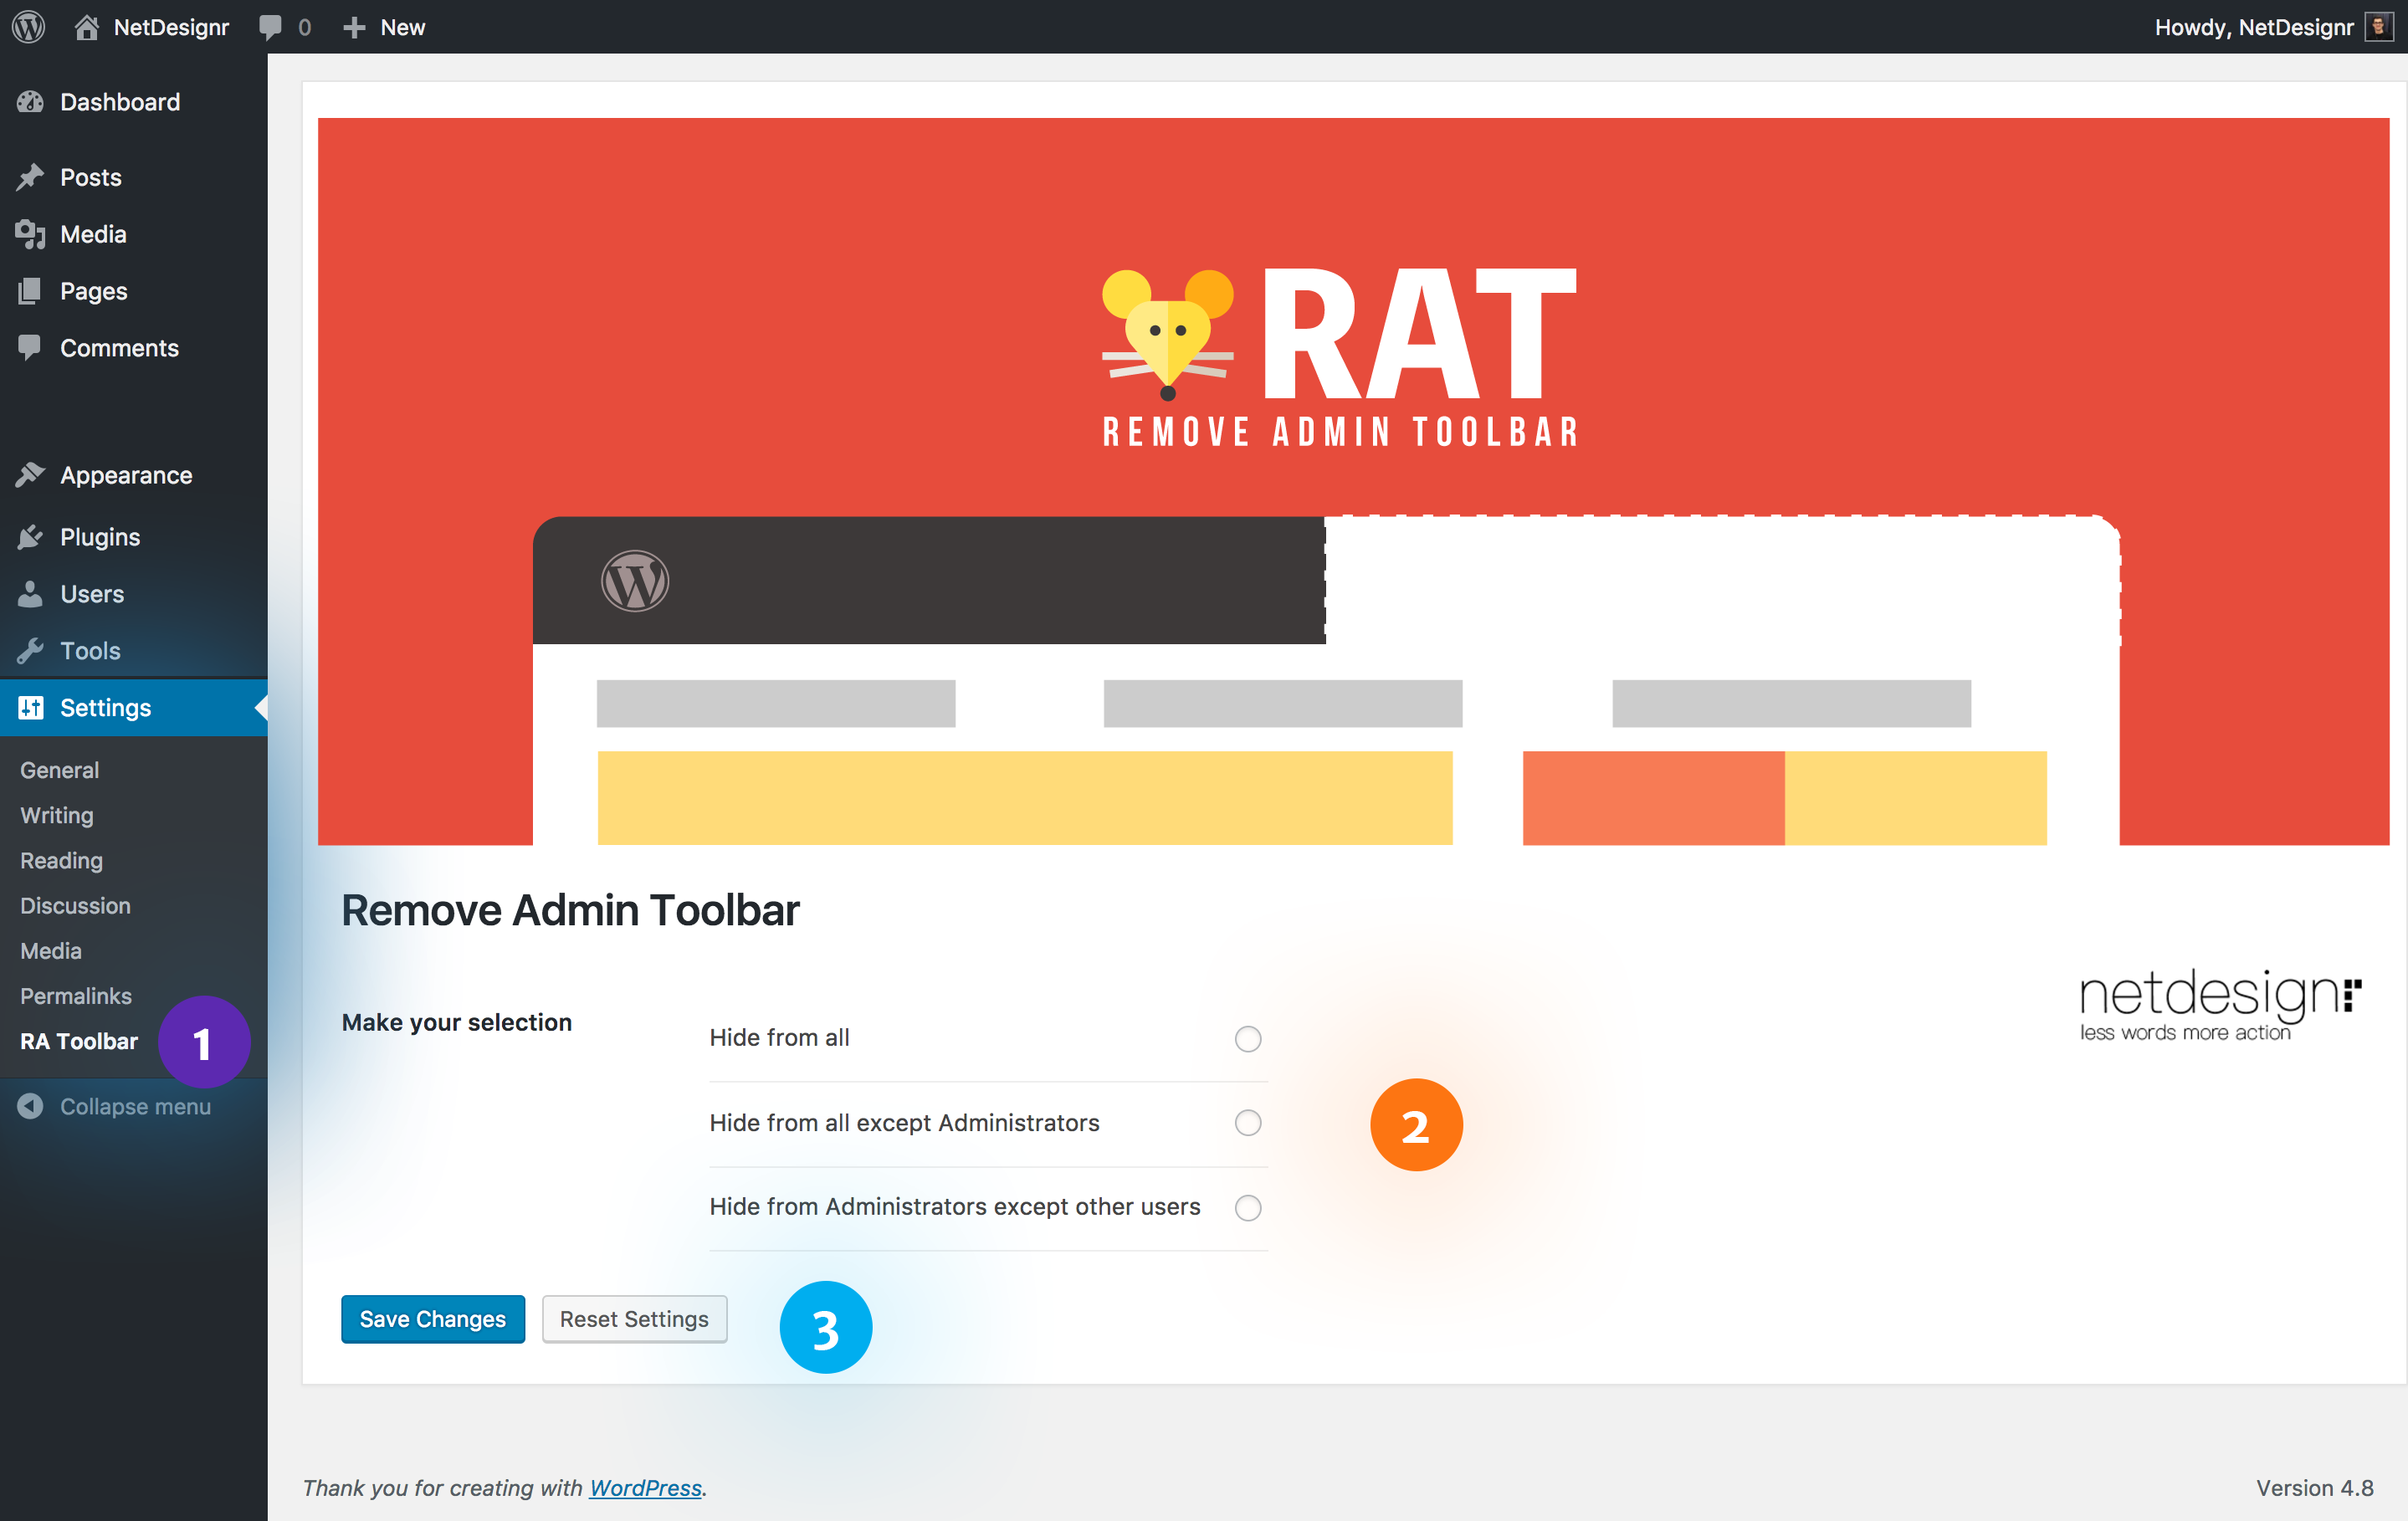 NetDesignr 0 New Howdy, NetDesignr
Dashboard
Posts
Media
Pages
Comments
Appearance
Plugins
Users
Tools
Settings
General
Writing
Reading
Discussion
Media
Permalinks
RA Toolbar 1
Collapse menu
RAT
REMOVE ADMIN TOOLBAR
Remove Admin Toolbar
netdesignr
less words more action
Make your selection
Hide from all
Hide from all except Administrators
2
Hide from Administrators except other users
Save Changes Reset Settings 3
Thank you for creating with WordPress.
Version 4.8